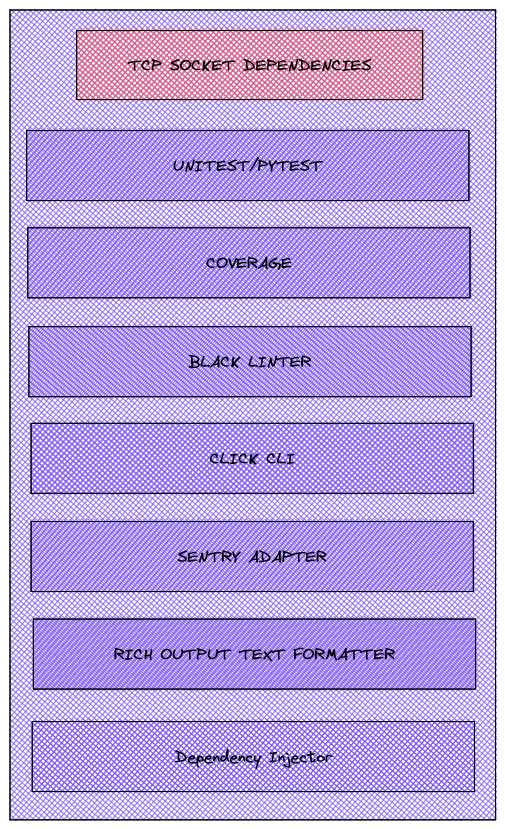 TCP SOCKET DEPENDENCIES
UNITEST/PYTEST
COVERAGE
BLACK LINTER
CLICK CLI
SENTRY ADAPTER
RICH OUTPUT TEXT FORMATTER
Dependency Injector